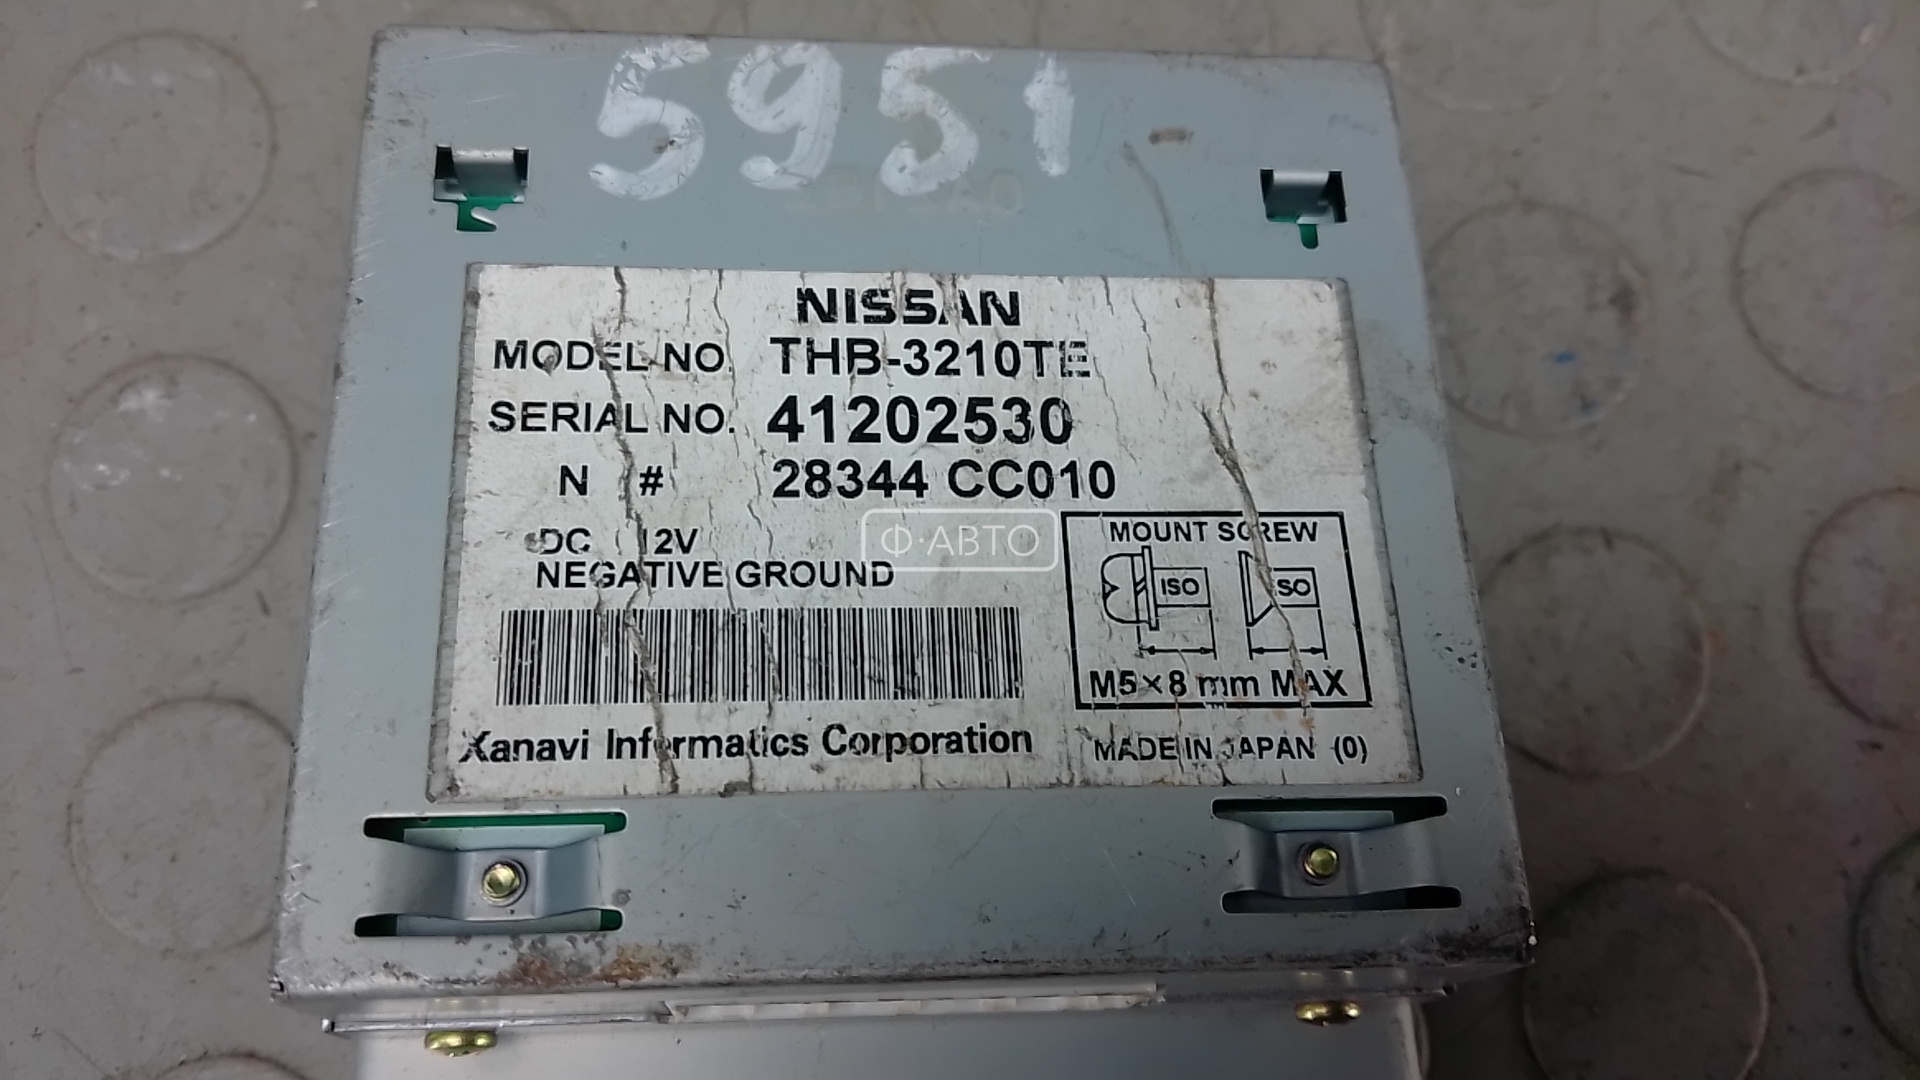 5951
NISSAN
MODEL NO. THB-3210TE
SERIAL NO. 41202530
N # 28344 CC010
DC 12V
NEGATIVE GROUND
Ф·АВТО
MOUNT SCREW
ISO ISO
M5×8 mm MAX
Xanavi Informatics Corporation
MADE IN JAPAN (0)